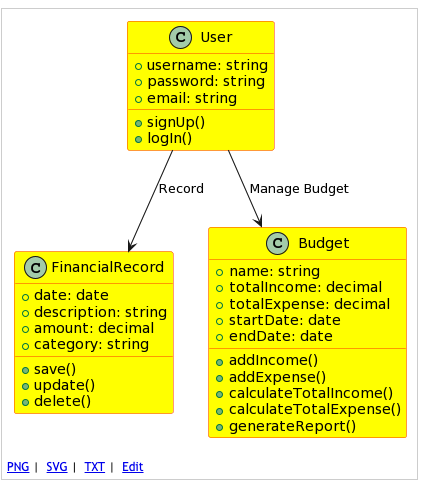 C User
username: string
password: string
email: string
signUp()
logIn()
Record
Manage Budget
C FinancialRecord
date: date
description: string
amount: decimal
category: string
save()
update()
delete()
C Budget
name: string
totalIncome: decimal
totalExpense: decimal
startDate: date
endDate: date
addIncome()
addExpense()
calculateTotalIncome()
calculateTotalExpense()
generateReport()
PNG | SVG | TXT | Edit